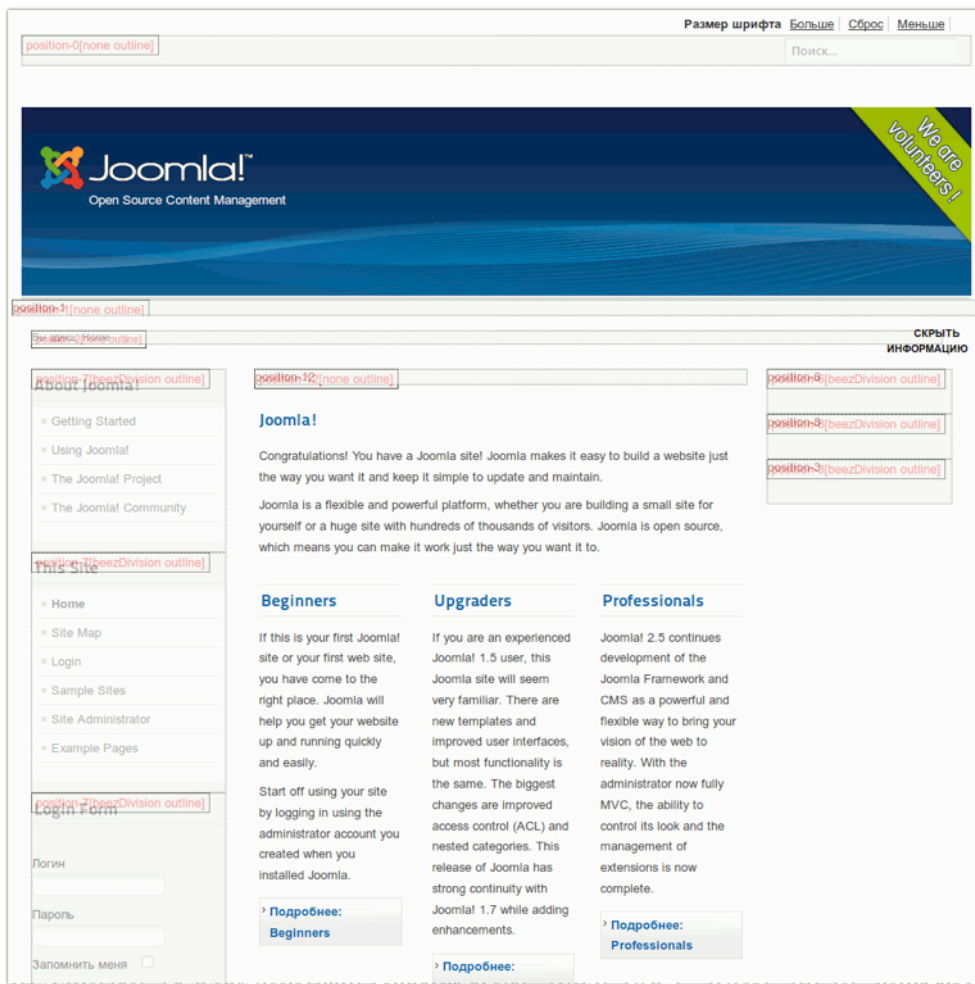 Размер шрифта Больше Сброс Меньше
position-0[none outline]
Поиск...
We are
volunteers!
Joomla!™
Open Source Content Management
position-1[none outline]
position-2[none outline]
СКРЫТЬ
ИНФОРМАЦИЮ
position-7[beezDivision outline]
About Joomla!
Getting Started
Using Joomla!
The Joomla! Project
The Joomla! Community
position-7[beezDivision outline]
This Site
Home
Site Map
Login
Sample Sites
Site Administrator
Example Pages
position-7[beezDivision outline]
Login Form
Логин
Пароль
Запомнить меня
position-12[none outline]
Joomla!
Congratulations! You have a Joomla site! Joomla makes it easy to build a website just
the way you want it and keep it simple to update and maintain.
Joomla is a flexible and powerful platform, whether you are building a small site for
yourself or a huge site with hundreds of thousands of visitors. Joomla is open source,
which means you can make it work just the way you want it to.
Beginners
If this is your first Joomla!
site or your first web site,
you have come to the
right place. Joomla will
help you get your website
up and running quickly
and easily.
Start off using your site
by logging in using the
administrator account you
created when you
installed Joomla.
Подробнее:
Beginners
Upgraders
If you are an experienced
Joomla! 1.5 user, this
Joomla site will seem
very familiar. There are
new templates and
improved user interfaces,
but most functionality is
the same. The biggest
changes are improved
access control (ACL) and
nested categories. This
release of Joomla has
strong continuity with
Joomla! 1.7 while adding
enhancements.
Подробнее:
Professionals
Joomla! 2.5 continues
development of the
Joomla Framework and
CMS as a powerful and
flexible way to bring your
vision of the web to
reality. With the
administrator now fully
MVC, the ability to
control its look and the
management of
extensions is now
complete.
Подробнее:
Professionals
position-6[beezDivision outline]
position-8[beezDivision outline]
position-3[beezDivision outline]